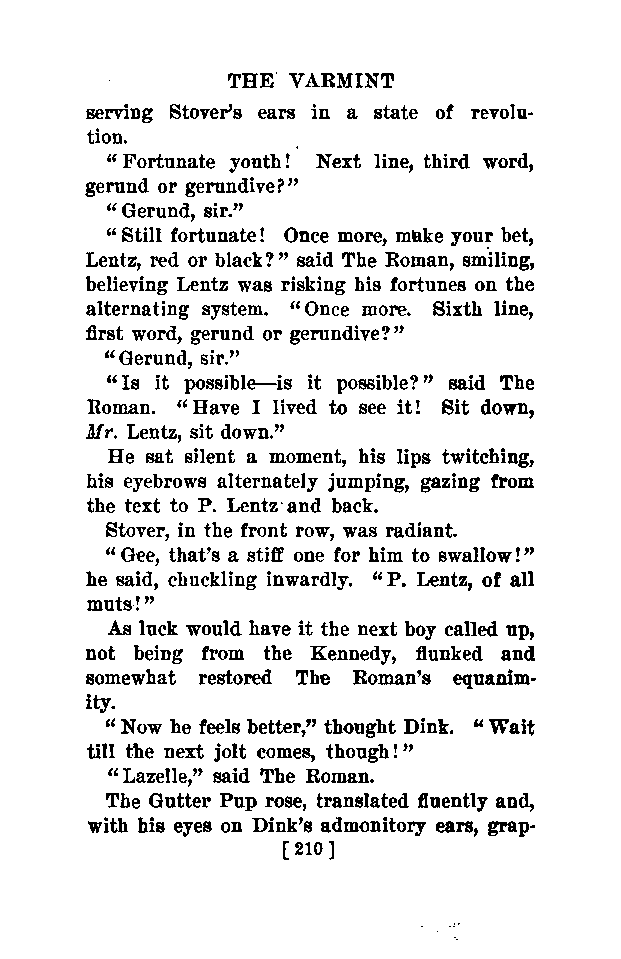 THE VARMINT
serving Stover's ears in a state of revolu-
tion.
"Fortunate youth! Next line, third word,
gerund or gerundive?"
"Gerund, sir."
"Still fortunate! Once more, make your bet,
Lentz, red or black?" said The Roman, smiling,
believing Lentz was risking his fortunes on the
alternating system. "Once more. Sixth line,
first word, gerund or gerundive?"
"Gerund, sir."
"Is it possible—is it possible?" said The
Roman. "Have I lived to see it! Sit down,
Mr. Lentz, sit down."
He sat silent a moment, his lips twitching,
his eyebrows alternately jumping, gazing from
the text to P. Lentz and back.
Stover, in the front row, was radiant.
"Gee, that's a stiff one for him to swallow!"
he said, chuckling inwardly. "P. Lentz, of all
muts!"
As luck would have it the next boy called up,
not being from the Kennedy, flunked and
somewhat restored The Roman's equanim-
ity.
"Now he feels better," thought Dink. "Wait
till the next jolt comes, though!"
"Lazelle," said The Roman.
The Gutter Pup rose, translated fluently and,
with his eyes on Dink's admonitory ears, grap-
[210]